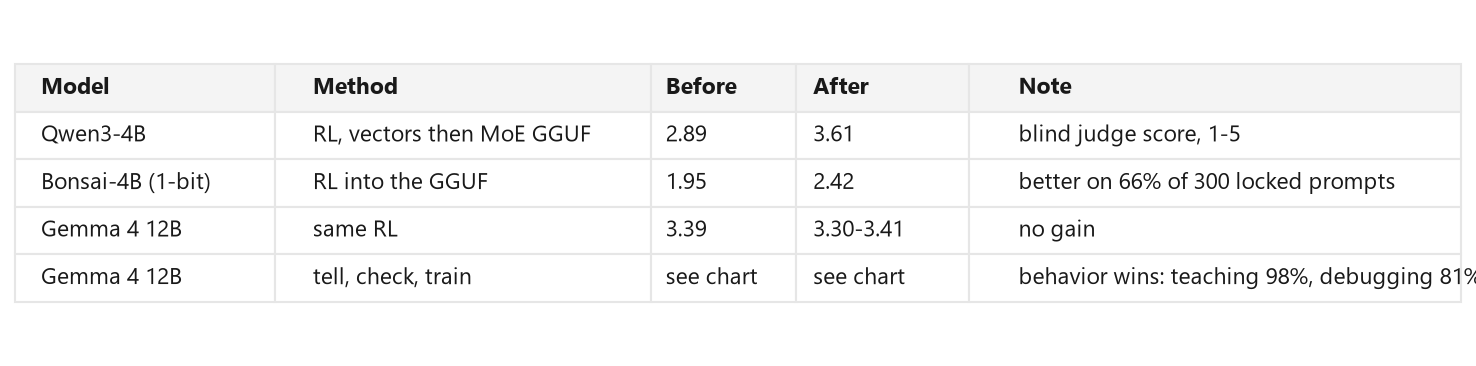 Model Method Before After Note
Qwen3-4B RL, vectors then MoE GGUF 2.89 3.61 blind judge score, 1-5
Bonsai-4B (1-bit) RL into the GGUF 1.95 2.42 better on 66% of 300 locked prompts
Gemma 4 12B same RL 3.39 3.30-3.41 no gain
Gemma 4 12B tell, check, train see chart see chart behavior wins: teaching 98%, debugging 81%